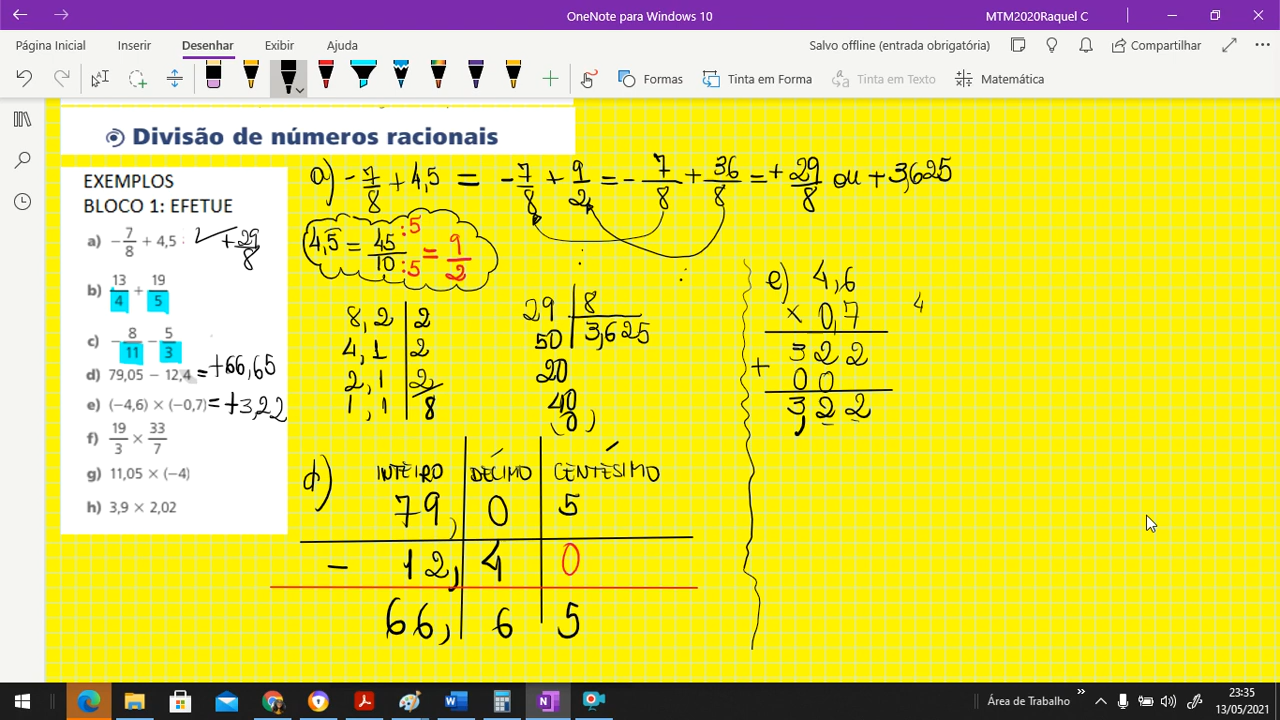 OneNote para Windows 10
MTM2020Raquel C
Página Inicial Inserir Desenhar Exibir Ajuda
Salvo offline (entrada obrigatória) Compartilhar
Formas Tinta em Forma Tinta em Texto Matemática
Divisão de números racionais
EXEMPLOS
BLOCO 1: EFETUE
a) -7/8 + 4,5 = +29/8
b) 13/4 + 19/5
c) -8/11 - 5/3
d) 79,05 - 12,4 = +66,65
e) (-4,6) × (-0,7) = +3,22
f) 19/3 × 33/7
g) 11,05 × (-4)
h) 3,9 × 2,02
a) -7/8 + 4,5 = -7/8 + 9/2 = -7/8 + 36/8 = +29/8 ou +3,625
4,5 = 45/10 :5 :5 = 9/2
8, 2 | 2
4, 1 | 2
2, 1 | 2
1, 1 | 8
29 | 8
50 3,625
20
40
(0)
d) INTEIRO DÉCIMO CENTÉSIMO
79, 0 5
- 12, 4 0
66, 6 5
e) 4,6
× 0,7 4
3 2 2
+ 0 0
3,2 2
Área de Trabalho
23:35
13/05/2021